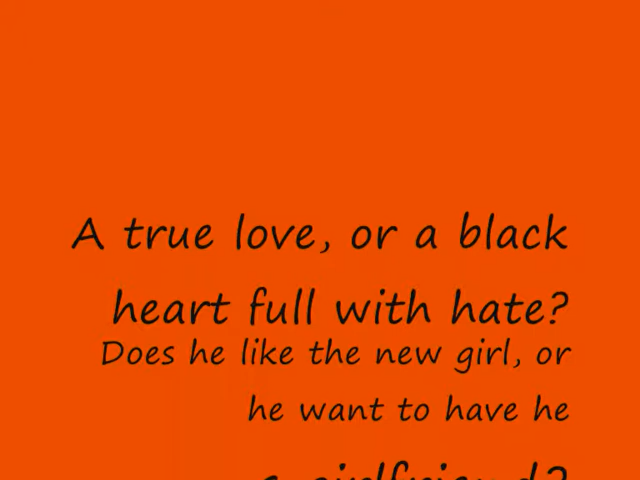 A true love, or a black
heart full with hate?
Does he like the new girl, or
he want to have he
a girlfriend?